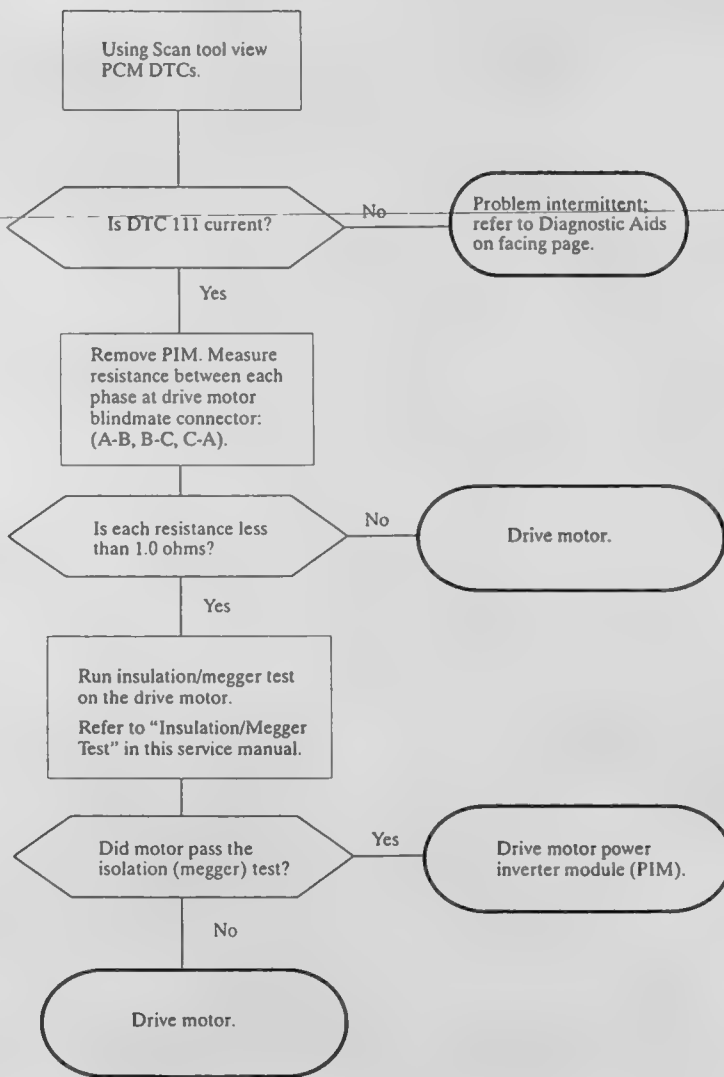 Using Scan tool view
PCM DTCs.
Is DTC 111 current?
No
Problem intermittent;
refer to Diagnostic Aids
on facing page.
Yes
Remove PIM. Measure
resistance between each
phase at drive motor
blindmate connector:
(A-B, B-C, C-A).
Is each resistance less
than 1.0 ohms?
No
Drive motor.
Yes
Run insulation/megger test
on the drive motor.
Refer to “Insulation/Megger
Test” in this service manual.
Did motor pass the
isolation (megger) test?
Yes
Drive motor power
inverter module (PIM).
No
Drive motor.